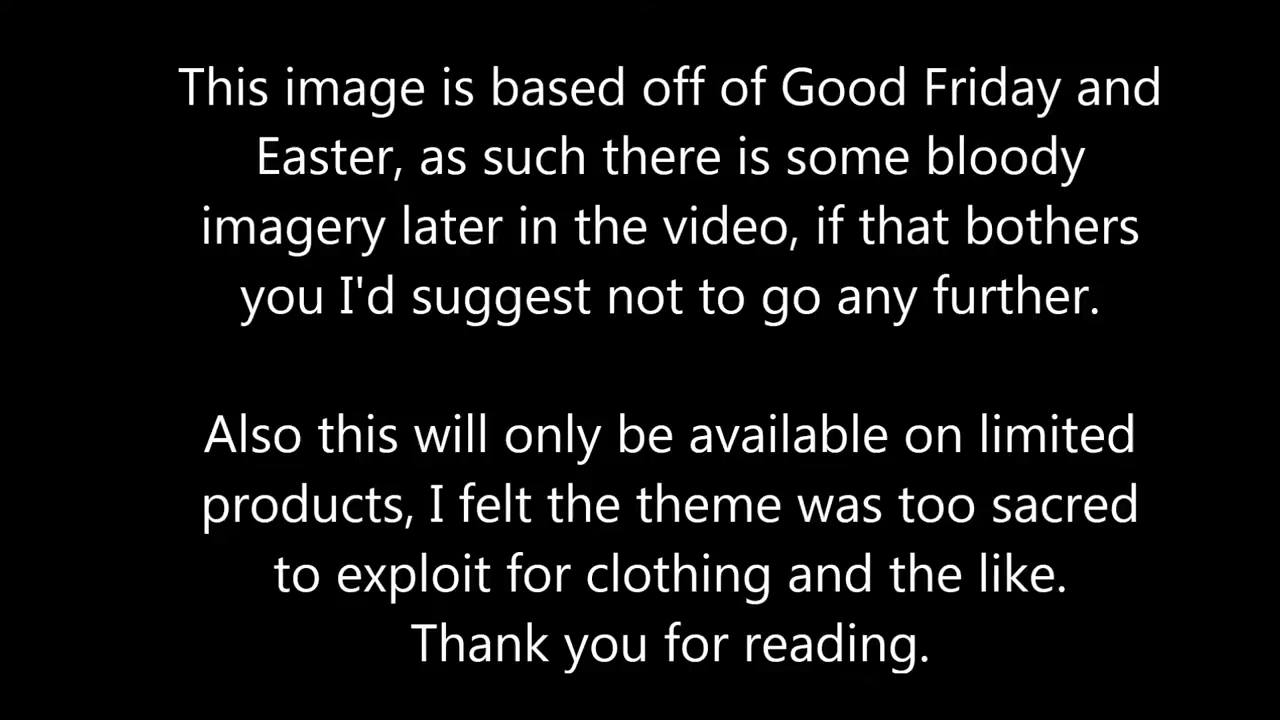 This image is based off of Good Friday and
Easter, as such there is some bloody
imagery later in the video, if that bothers
you I'd suggest not to go any further.
Also this will only be available on limited
products, I felt the theme was too sacred
to exploit for clothing and the like.
Thank you for reading.